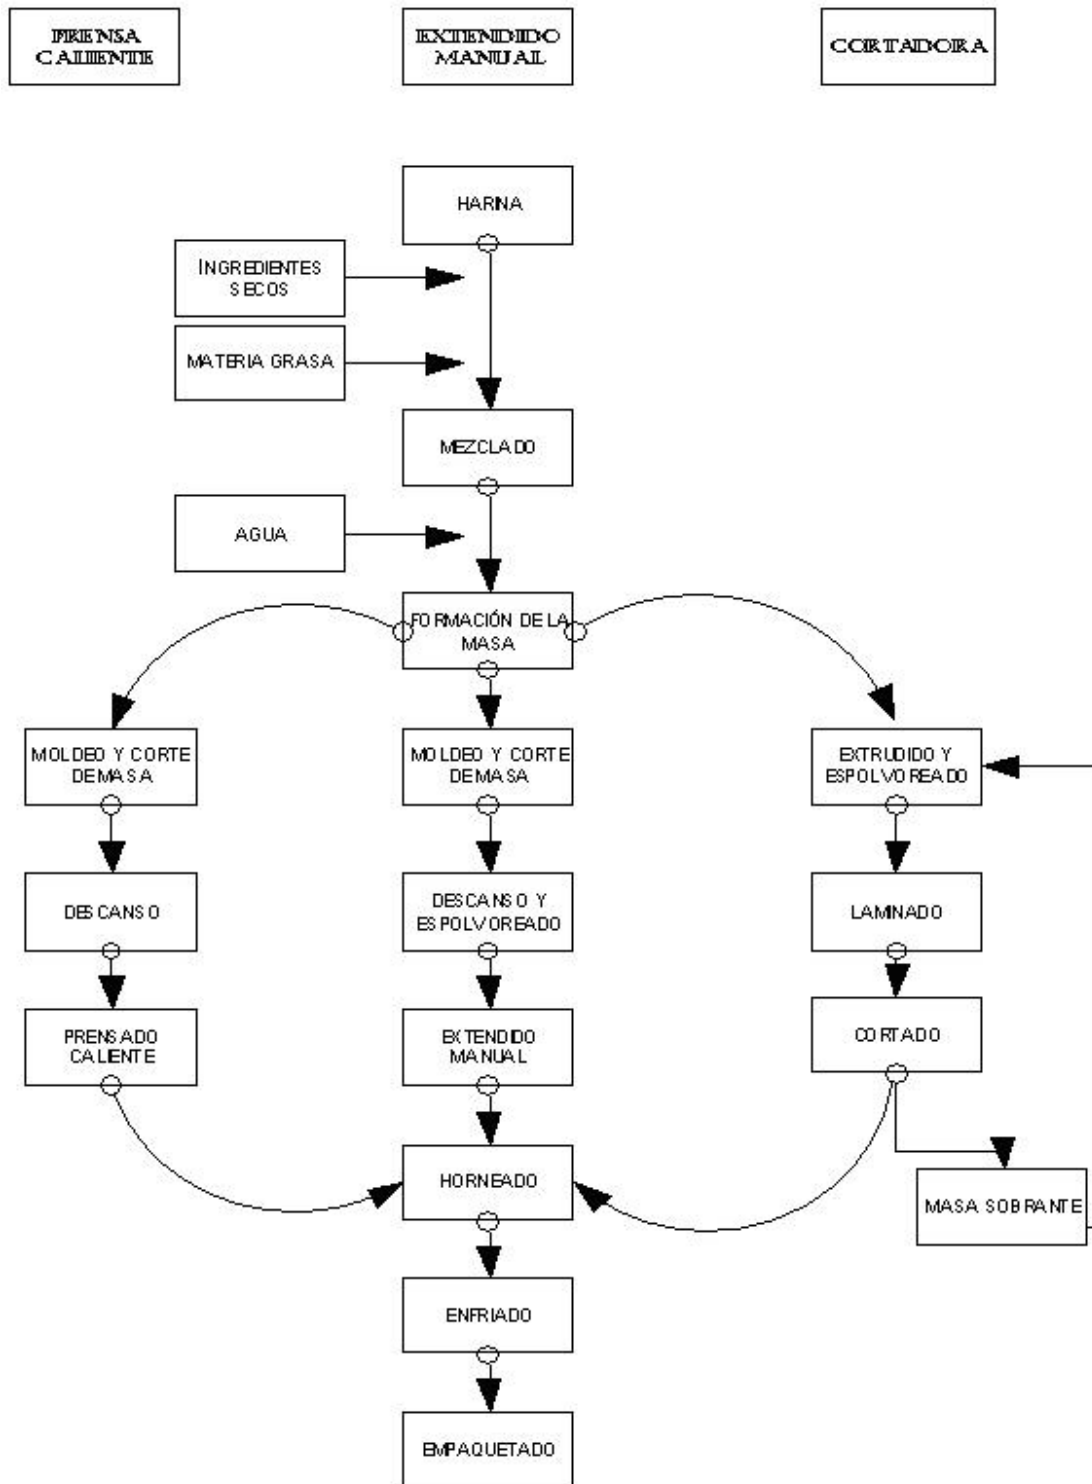 PRENSA
CALIENTE
EXTENDIDO
MANUAL
CORTADORA
HARINA
INGREDIENTES
SECOS
MATERIA GRASA
MEZCLADO
AGUA
FORMACIÓN DE LA
MASA
MOLDEO Y CORTE
DE MASA
MOLDEO Y CORTE
DE MASA
EXTRUDIDO Y
ESPOLVOREADO
DESCANSO
DESCANSO Y
ESPOLVOREADO
LAMINADO
PRENSADO
CALIENTE
EXTENDIDO
MANUAL
CORTADO
HORNEADO
MASA SOBRANTE
ENFRIADO
EMPAQUETADO